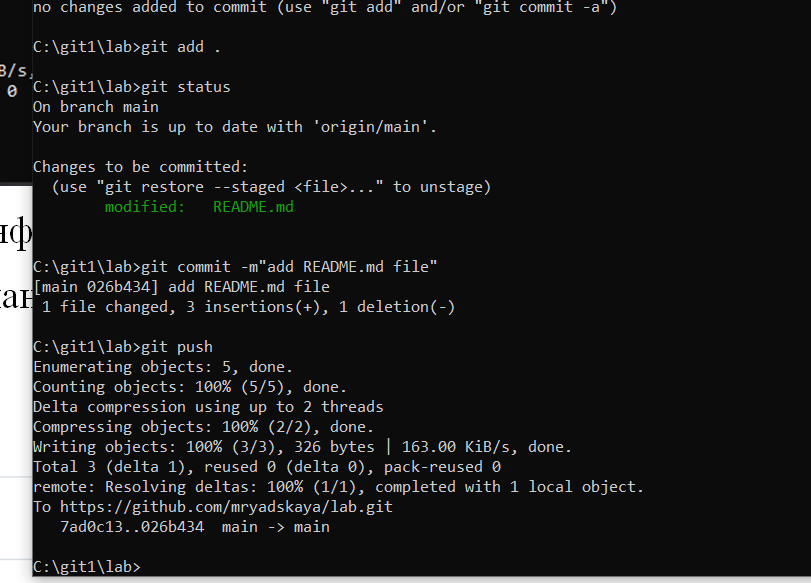 no changes added to commit (use "git add" and/or "git commit -a")
C:\git1\lab>git add .
B/s,
0
C:\git1\lab>git status
On branch main
Your branch is up to date with 'origin/main'.
Changes to be committed:
(use "git restore --staged <file>..." to unstage)
modified: README.md
C:\git1\lab>git commit -m"add README.md file"
[main 026b434] add README.md file
1 file changed, 3 insertions(+), 1 deletion(-)
C:\git1\lab>git push
Enumerating objects: 5, done.
Counting objects: 100% (5/5), done.
Delta compression using up to 2 threads
Compressing objects: 100% (2/2), done.
Writing objects: 100% (3/3), 326 bytes | 163.00 KiB/s, done.
Total 3 (delta 1), reused 0 (delta 0), pack-reused 0
remote: Resolving deltas: 100% (1/1), completed with 1 local object.
To https://github.com/mryadskaya/lab.git
7ad0c13..026b434 main -> main
C:\git1\lab>